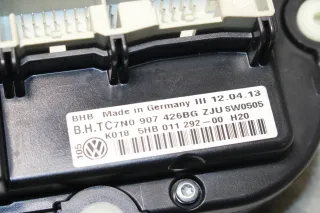 BHB Made in Germany III 12.04.13
B.H.TC7N0 907 426BG ZJU SW0505
K018 5HB 011 292-00 H20
105